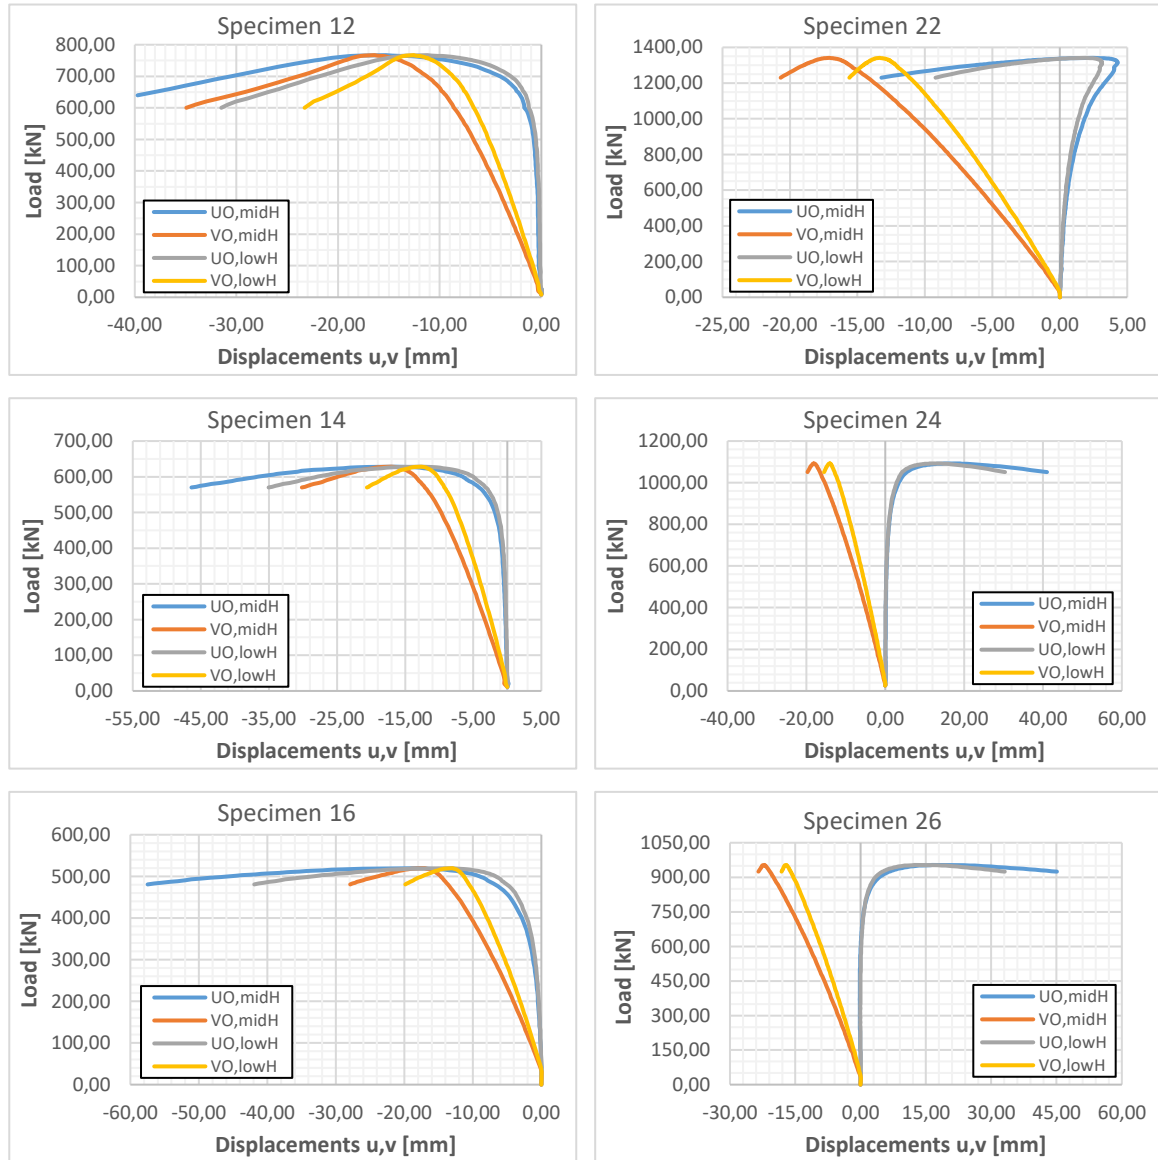 Specimen 12
Load [kN]
800,00
700,00
600,00
500,00
400,00
300,00
200,00
100,00
0,00
UO,midH
VO,midH
UO,lowH
VO,lowH
-40,00 -30,00 -20,00 -10,00 0,00
Displacements u,v [mm]
Specimen 22
Load [kN]
1400,00
1200,00
1000,00
800,00
600,00
400,00
200,00
0,00
UO,midH
VO,midH
UO,lowH
VO,lowH
-25,00 -20,00 -15,00 -10,00 -5,00 0,00 5,00
Displacements u,v [mm]
Specimen 14
Load [kN]
700,00
600,00
500,00
400,00
300,00
200,00
100,00
0,00
UO,midH
VO,midH
UO,lowH
VO,lowH
-55,00 -45,00 -35,00 -25,00 -15,00 -5,00 5,00
Displacements u,v [mm]
Specimen 24
Load [kN]
1200,00
1000,00
800,00
600,00
400,00
200,00
0,00
UO,midH
VO,midH
UO,lowH
VO,lowH
-40,00 -20,00 0,00 20,00 40,00 60,00
Displacements u,v [mm]
Specimen 16
Load [kN]
600,00
500,00
400,00
300,00
200,00
100,00
0,00
UO,midH
VO,midH
UO,lowH
VO,lowH
-60,00 -50,00 -40,00 -30,00 -20,00 -10,00 0,00
Displacements u,v [mm]
Specimen 26
Load [kN]
1050,00
900,00
750,00
600,00
450,00
300,00
150,00
0,00
UO,midH
VO,midH
UO,lowH
VO,lowH
-30,00 -15,00 0,00 15,00 30,00 45,00 60,00
Displacements u,v [mm]